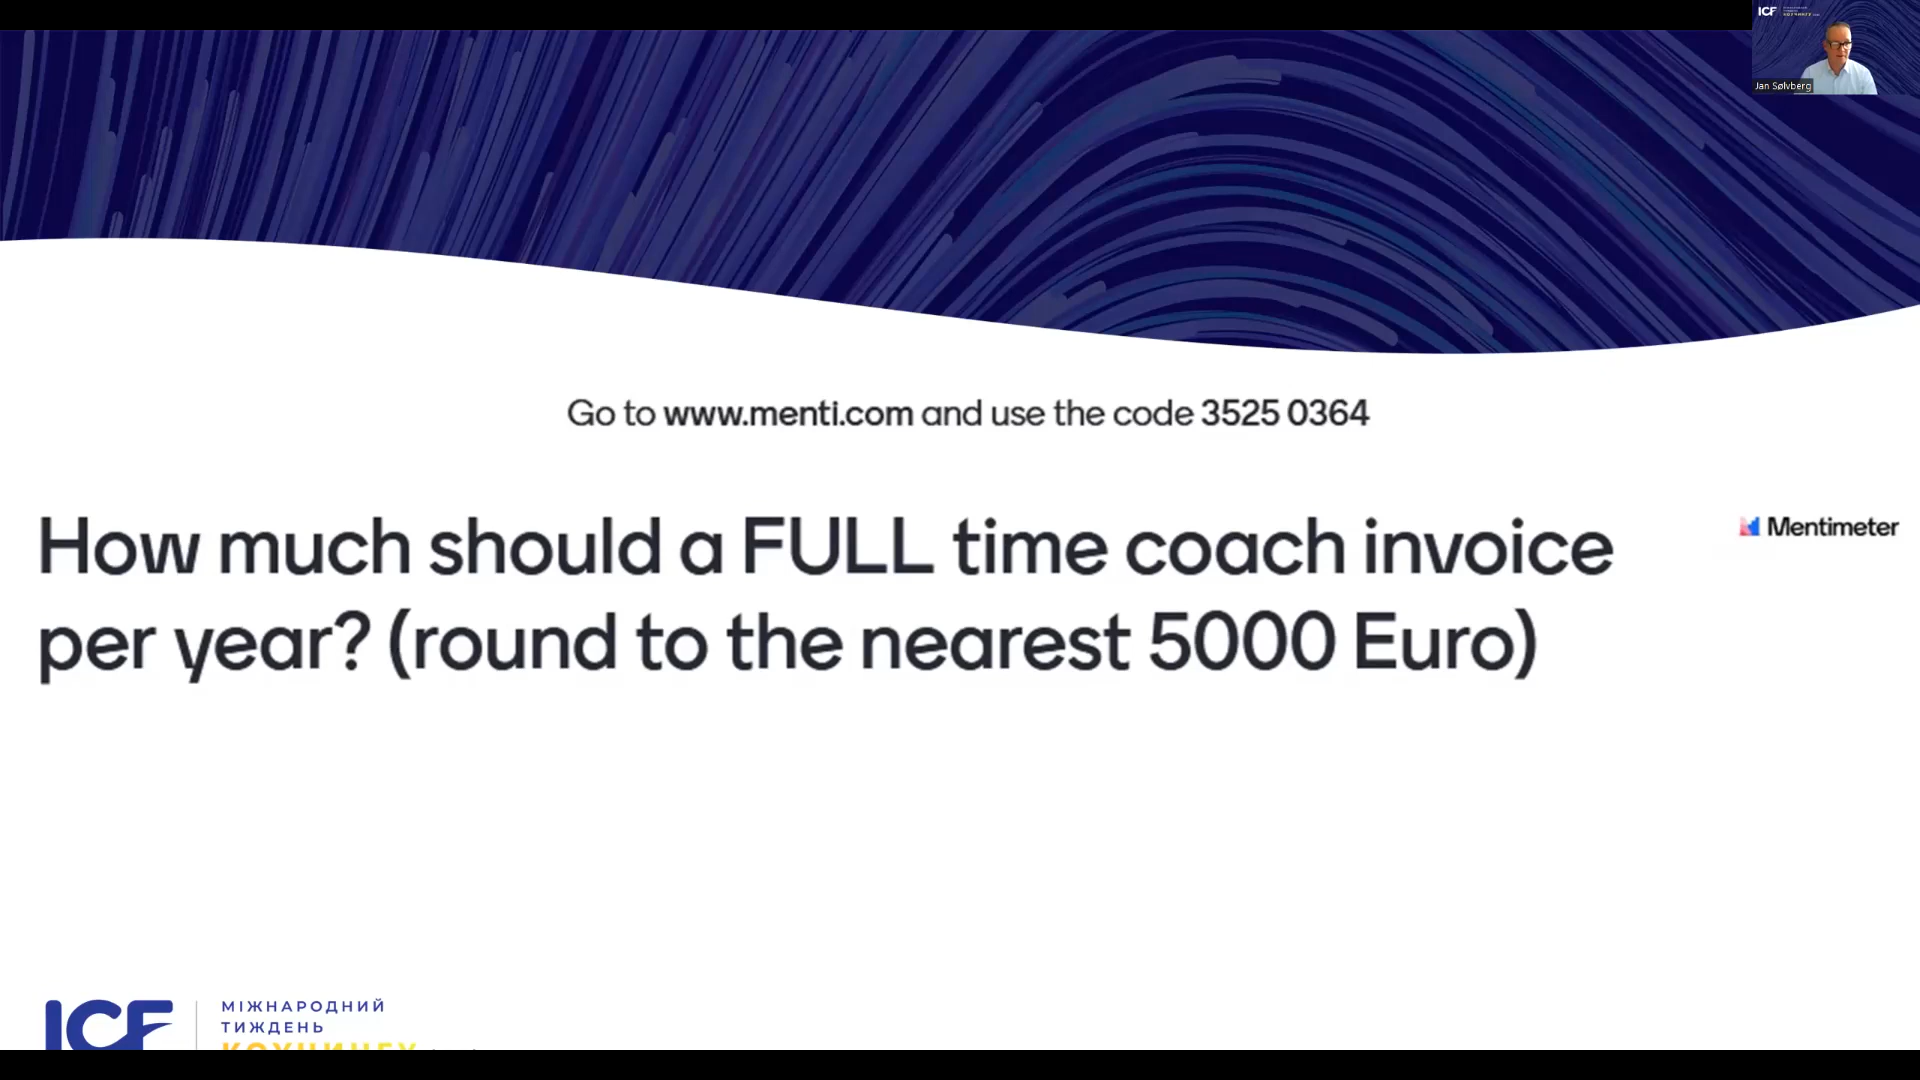 ICF
Jan Sølvberg
Go to www.menti.com and use the code 3525 0364
How much should a FULL time coach invoice
per year? (round to the nearest 5000 Euro)
Mentimeter
ICF
МІЖНАРОДНИЙ
ТИЖДЕНЬ
КОУЧИНГУ